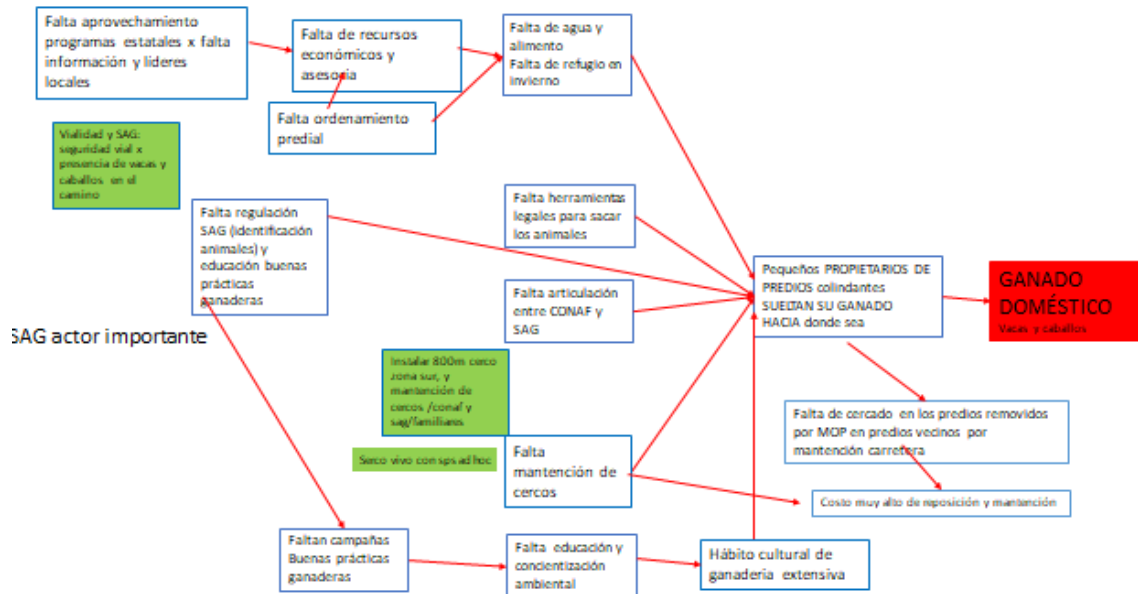 Falta aprovechamiento
programas estatales x falta
información y líderes
locales
Falta de recursos
económicos y
asesoría
Falta de agua y
alimento
Falta de refugio en
invierno
Falta ordenamiento
predial
Vialidad y SAG:
seguridad vial x
presencia de vacas y
caballos en el
camino
Falta regulación
SAG (identificación
animales) y
educación buenas
prácticas
ganaderas
Falta herramientas
legales para sacar
los animales
Pequeños PROPIETARIOS DE
PREDIOS colindantes
SUELTAN SU GANADO
HACIA donde sea
GANADO
DOMÉSTICO
Vacas y caballos
Falta articulación
entre CONAF y
SAG
SAG actor importante
Instalar 800m cerco
zona sur, y
mantención de
cercos /conaf y
sag/familiares
Falta de cercado en los predios removidos
por MOP en predios vecinos por
mantención carretera
Serco vivo con sps ad hoc
Falta
mantención de
cercos
Costo muy alto de reposición y mantención
Faltan campañas
Buenas prácticas
ganaderas
Falta educación y
concientización
ambiental
Hábito cultural de
ganadería extensiva